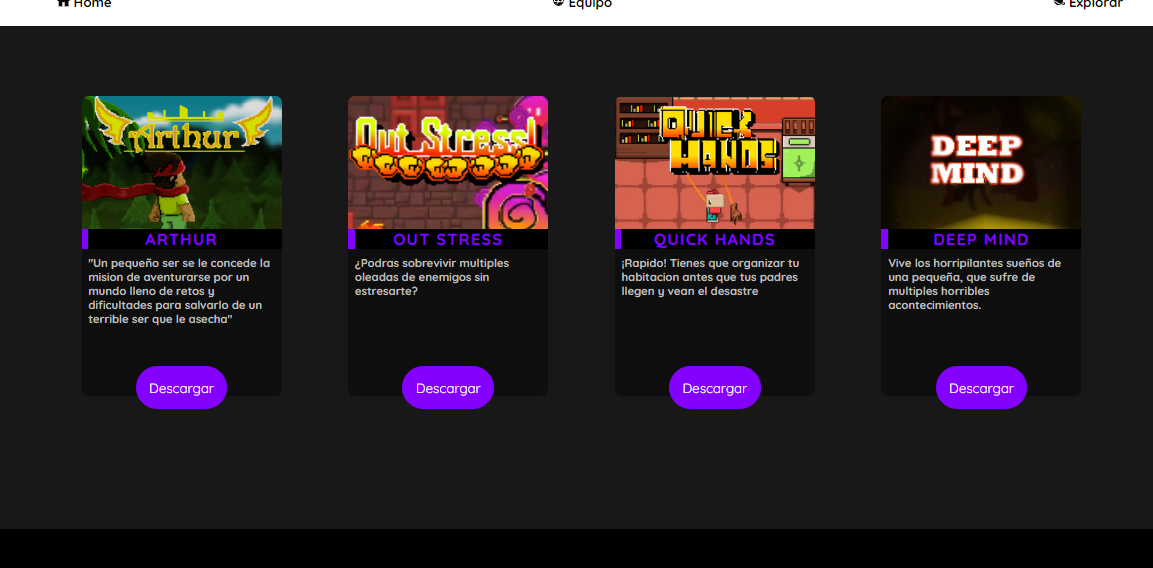 Home
Equipo
Explorar
Arthur
ARTHUR
"Un pequeño ser se le concede la
mision de aventurarse por un
mundo lleno de retos y
dificultades para salvarlo de un
terrible ser que le asecha"
Descargar
Out Stress!
OUT STRESS
¿Podras sobrevivir multiples
oleadas de enemigos sin
estresarte?
Descargar
QUICK
HANDS
QUICK HANDS
¡Rapido! Tienes que organizar tu
habitacion antes que tus padres
llegen y vean el desastre
Descargar
DEEP
MIND
DEEP MIND
Vive los horripilantes sueños de
una pequeña, que sufre de
multiples horribles
acontecimientos.
Descargar